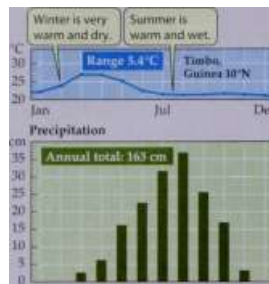 Winter is very
warm and dry.
Summer is
warm and wet.
°C
30
25
20
Range 5.4°C
Timbo,
Guinea 10°N
Jan
Jul
De
Precipitation
cm
35
30
25
20
15
10
5
0
Annual total: 163 cm